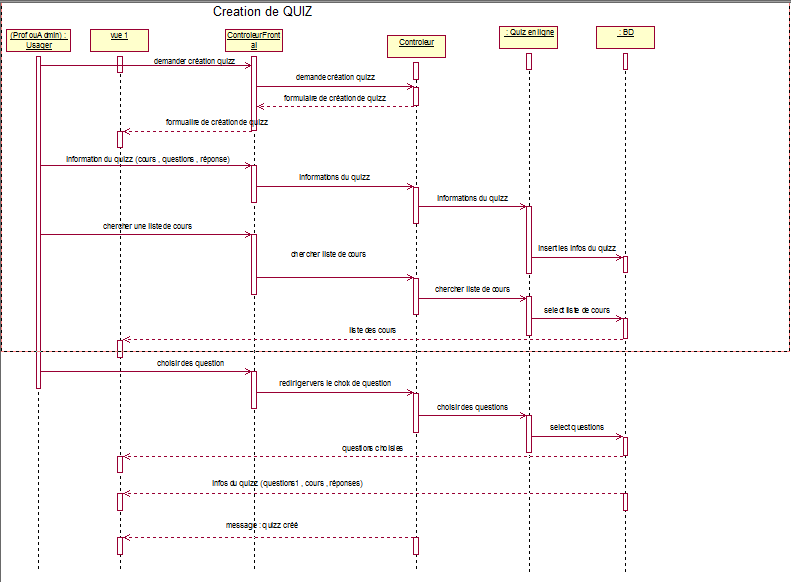 Creation de QUIZ
(Prof ouAdmin) :
Usager
vue 1
ControleurFront
al
Controleur
: Quiz en ligne
: BD
demander création quizz
demande création quizz
formulaire de création de quizz
formulaire de création de quizz
information du quizz (cours , questions , réponse)
informations du quizz
informations du quizz
chercher une liste de cours
insert les infos du quizz
chercher liste de cours
chercher liste de cours
select liste de cours
liste des cours
choisir des question
rediriger vers le choix de question
choisir des questions
select questions
questions choisies
infos du quizz (questions1 , cours , réponses)
message : quizz créé